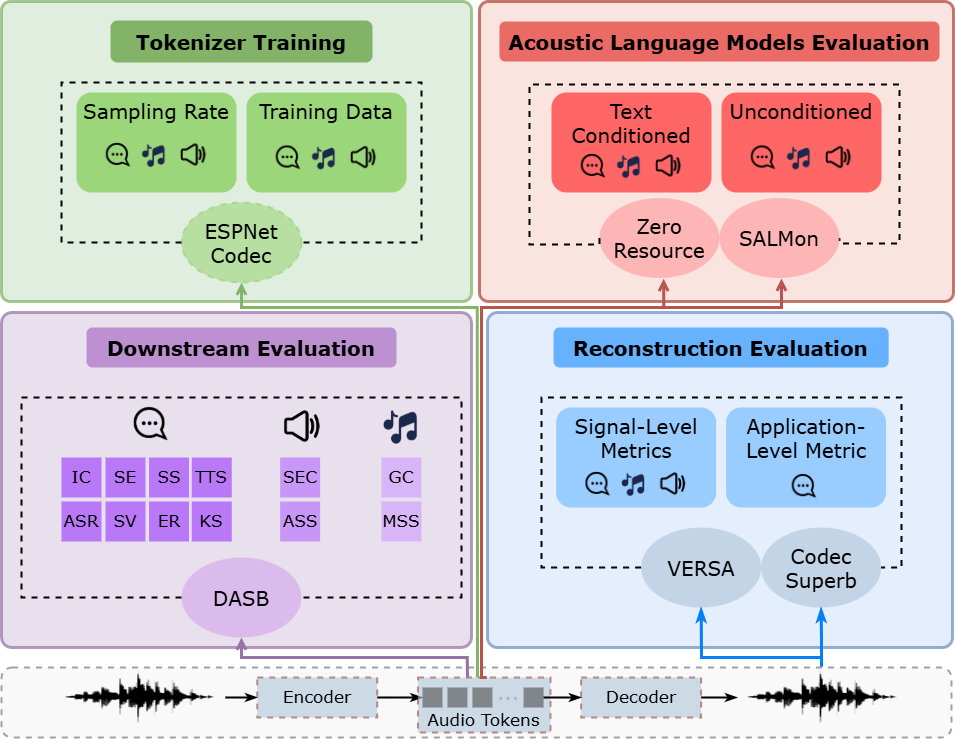 Tokenizer Training
Sampling Rate
Training Data
ESPNet
Codec
Acoustic Language Models Evaluation
Text
Conditioned
Unconditioned
Zero
Resource
SALMon
Downstream Evaluation
IC SE SS TTS
ASR SV ER KS
SEC
ASS
GC
MSS
DASB
Reconstruction Evaluation
Signal-Level
Metrics
Application-
Level Metric
VERSA
Codec
Superb
Encoder
Audio Tokens
Decoder